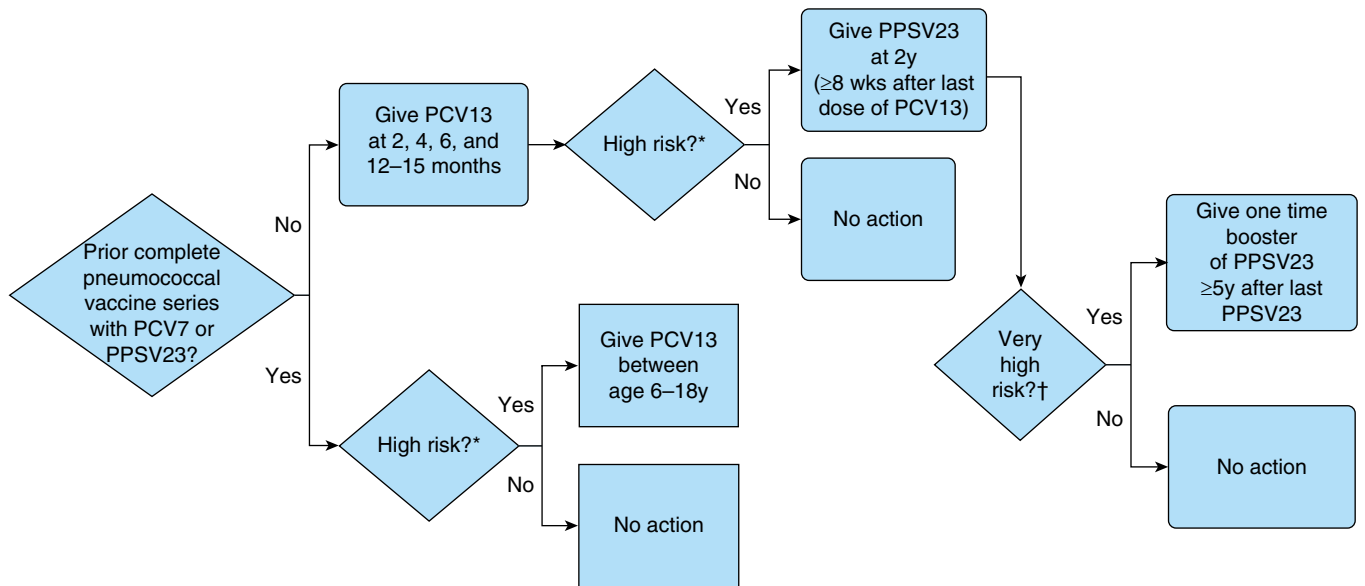 Prior complete
pneumococcal
vaccine series
with PCV7 or
PPSV23?
No
Yes
Give PCV13
at 2, 4, 6, and
12–15 months
High risk?*
Yes
No
Give PPSV23
at 2y
(≥8 wks after last
dose of PCV13)
No action
High risk?*
Yes
No
Give PCV13
between
age 6–18y
No action
Very
high
risk?†
Yes
No
Give one time
booster
of PPSV23
≥5y after last
PPSV23
No action